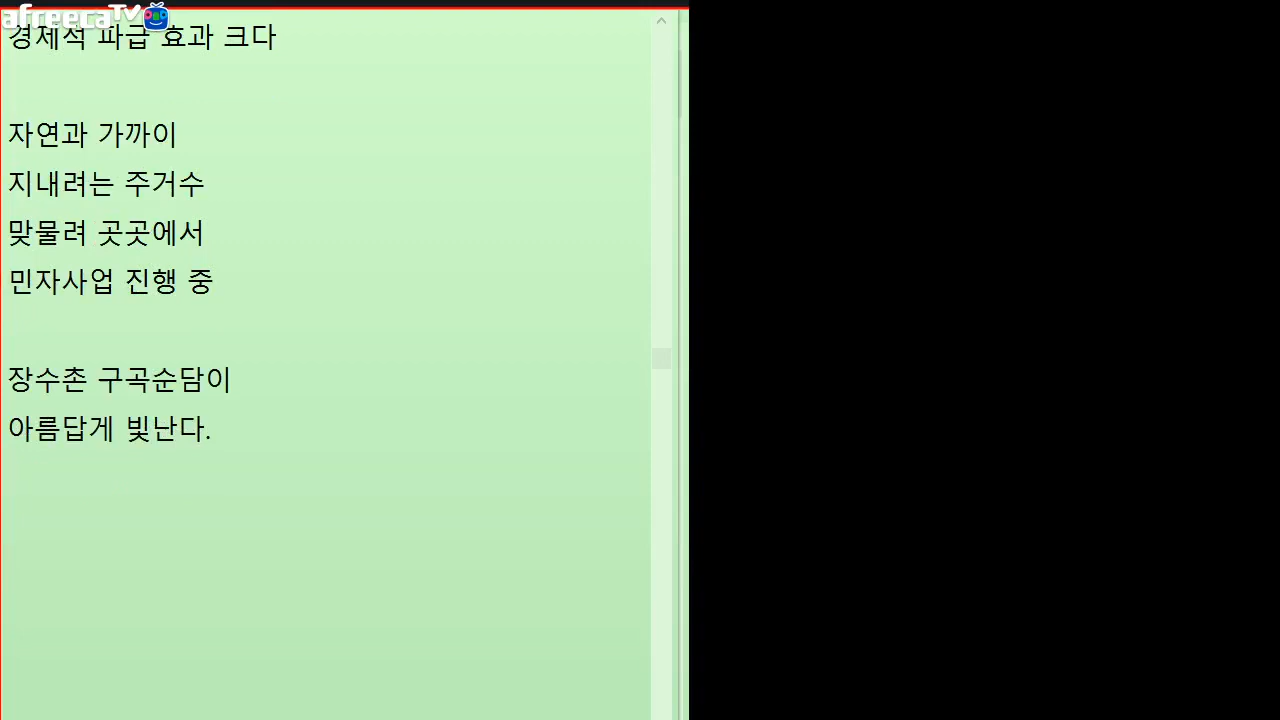 afreecaTV
경제적 파급 효과 크다
자연과 가까이
지내려는 주거수
맞물려 곳곳에서
민자사업 진행 중
장수촌 구곡순담이
아름답게 빛난다.